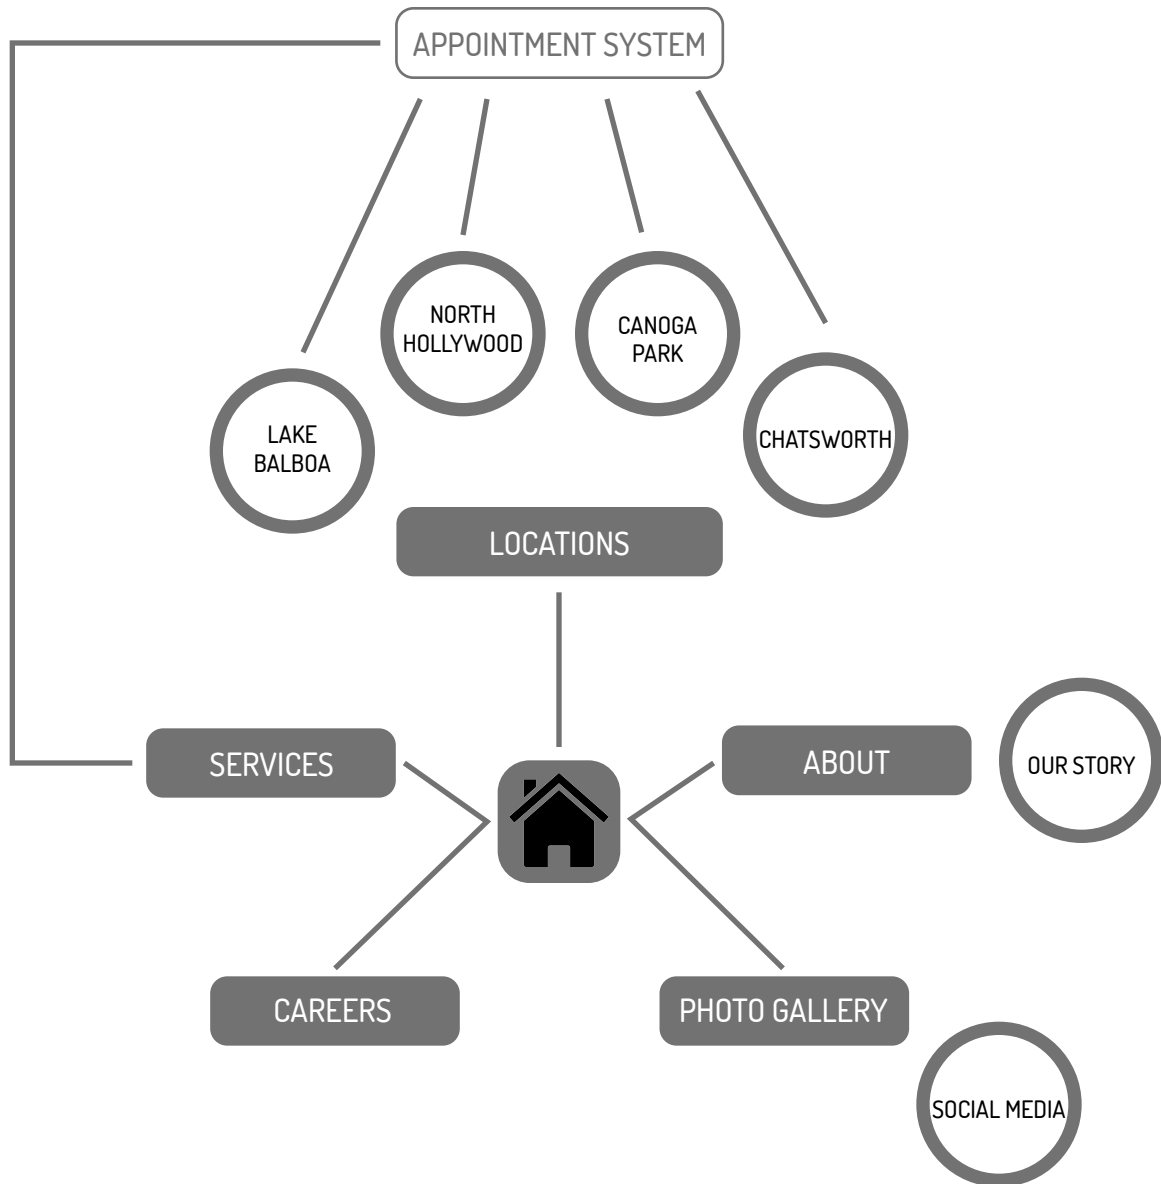 APPOINTMENT SYSTEM
NORTH
HOLLYWOOD
CANOGA
PARK
LAKE
BALBOA
CHATSWORTH
LOCATIONS
SERVICES
ABOUT
OUR STORY
CAREERS
PHOTO GALLERY
SOCIAL MEDIA